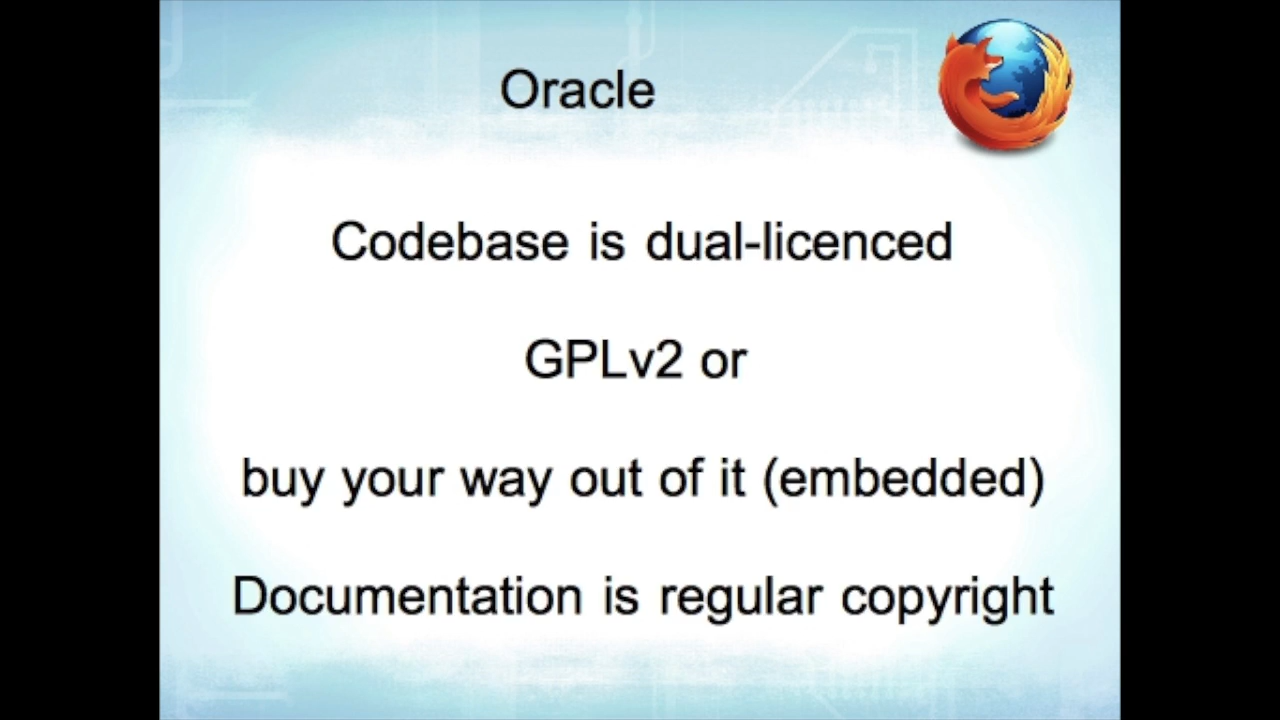 Oracle
Codebase is dual-licenced
GPLv2 or
buy your way out of it (embedded)
Documentation is regular copyright